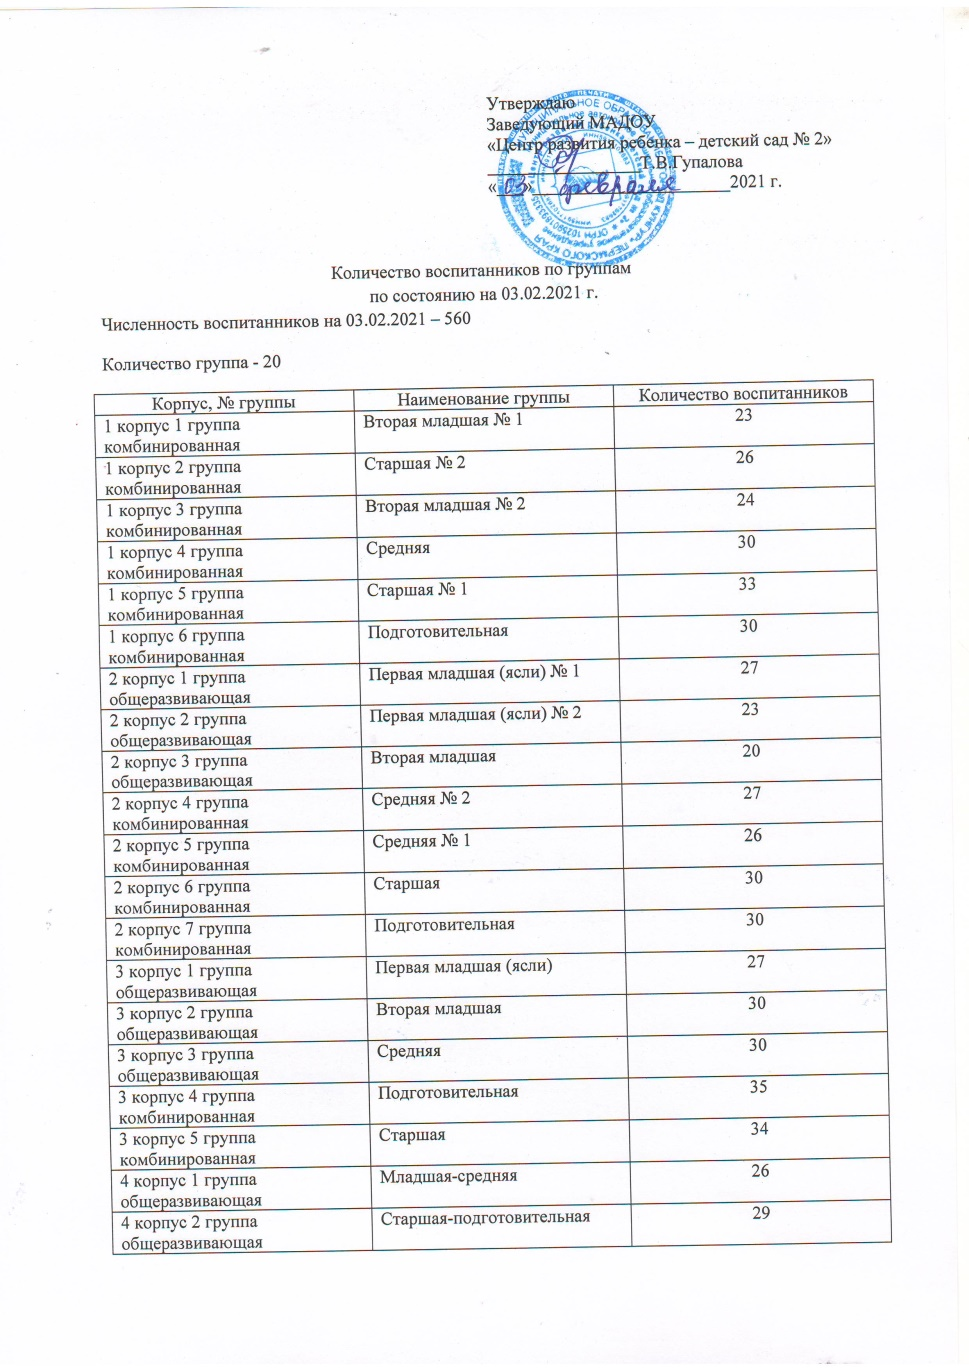 Утверждаю
Заведующий МАДОУ
«Центр развития ребенка – детский сад № 2»
Т.В.Гупалова
«03» февраля 2021 г.
Количество воспитанников по группам
по состоянию на 03.02.2021 г.
Численность воспитанников на 03.02.2021 – 560
Количество группа - 20
Корпус, № группы Наименование группы Количество воспитанников
1 корпус 1 группа Вторая младшая № 1 23
комбинированная
1 корпус 2 группа Старшая № 2 26
комбинированная
1 корпус 3 группа Вторая младшая № 2 24
комбинированная
1 корпус 4 группа Средняя 30
комбинированная
1 корпус 5 группа Старшая № 1 33
комбинированная
1 корпус 6 группа Подготовительная 30
комбинированная
2 корпус 1 группа Первая младшая (ясли) № 1 27
общеразвивающая
2 корпус 2 группа Первая младшая (ясли) № 2 23
общеразвивающая
2 корпус 3 группа Вторая младшая 20
общеразвивающая
2 корпус 4 группа Средняя № 2 27
комбинированная
2 корпус 5 группа Средняя № 1 26
комбинированная
2 корпус 6 группа Старшая 30
комбинированная
2 корпус 7 группа Подготовительная 30
комбинированная
3 корпус 1 группа Первая младшая (ясли) 27
общеразвивающая
3 корпус 2 группа Вторая младшая 30
общеразвивающая
3 корпус 3 группа Средняя 30
общеразвивающая
3 корпус 4 группа Подготовительная 35
комбинированная
3 корпус 5 группа Старшая 34
комбинированная
4 корпус 1 группа Младшая-средняя 26
общеразвивающая
4 корпус 2 группа Старшая-подготовительная 29
общеразвивающая